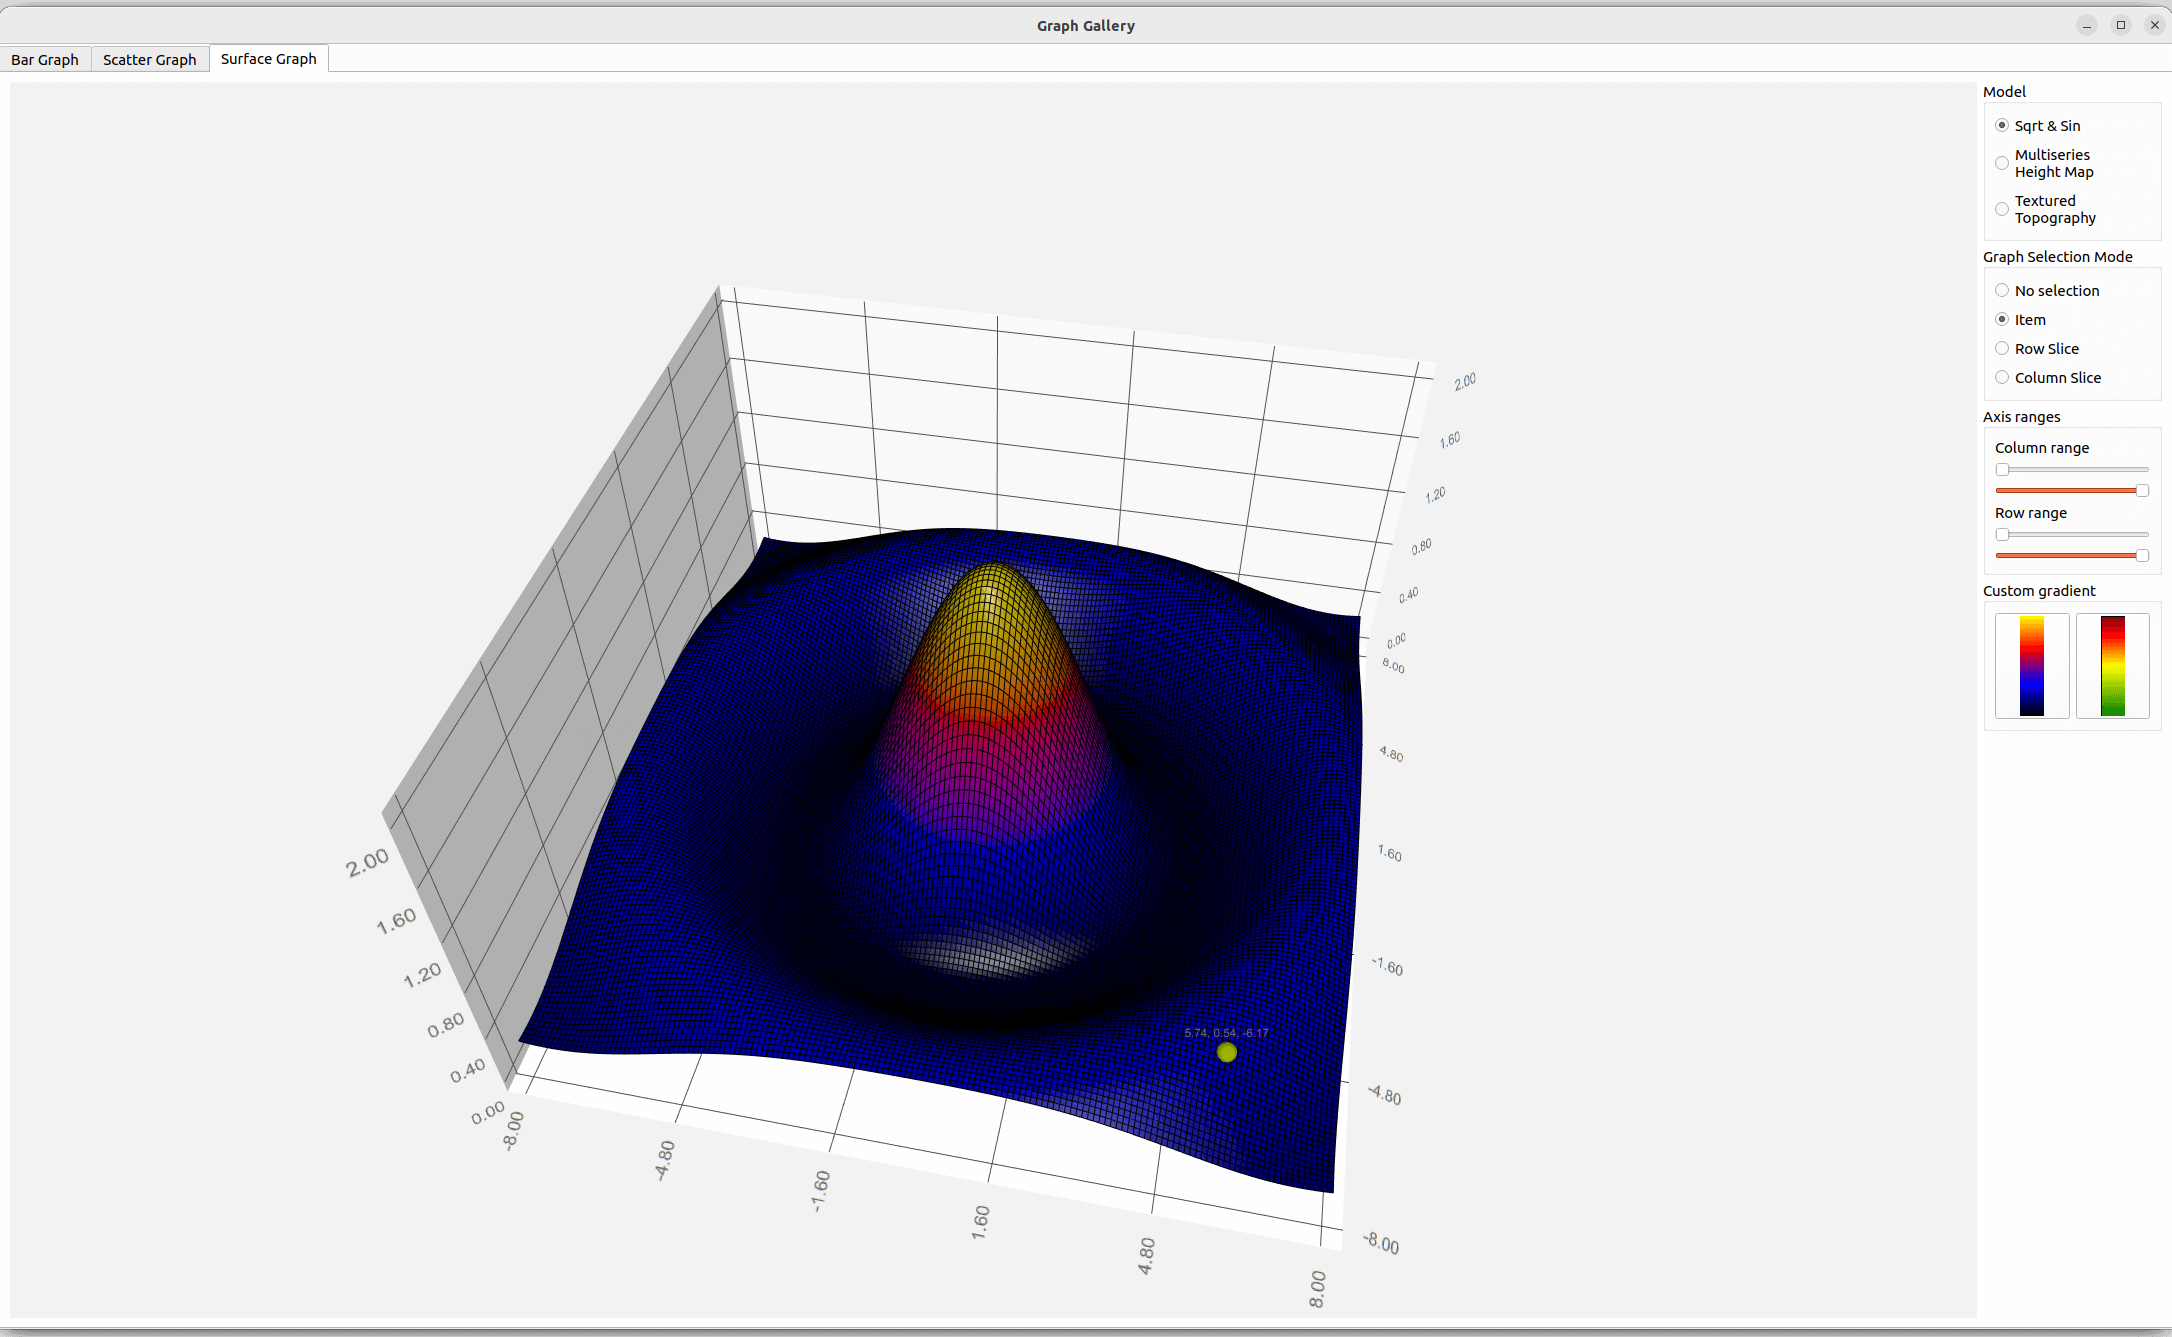 Graph Gallery
Bar Graph
Scatter Graph
Surface Graph
Model
Sqrt & Sin
Multiseries
Height Map
Textured
Topography
Graph Selection Mode
No selection
Item
Row Slice
Column Slice
Axis ranges
Column range
Row range
Custom gradient
2.00
1.60
1.20
0.80
0.40
0.00
8.00
4.80
1.60
-1.60
-4.80
-8.00
2.00
1.60
1.20
0.80
0.40
0.00
-8.00
-4.80
-1.60
1.60
4.80
8.00
5.74, 0.54, -6.17